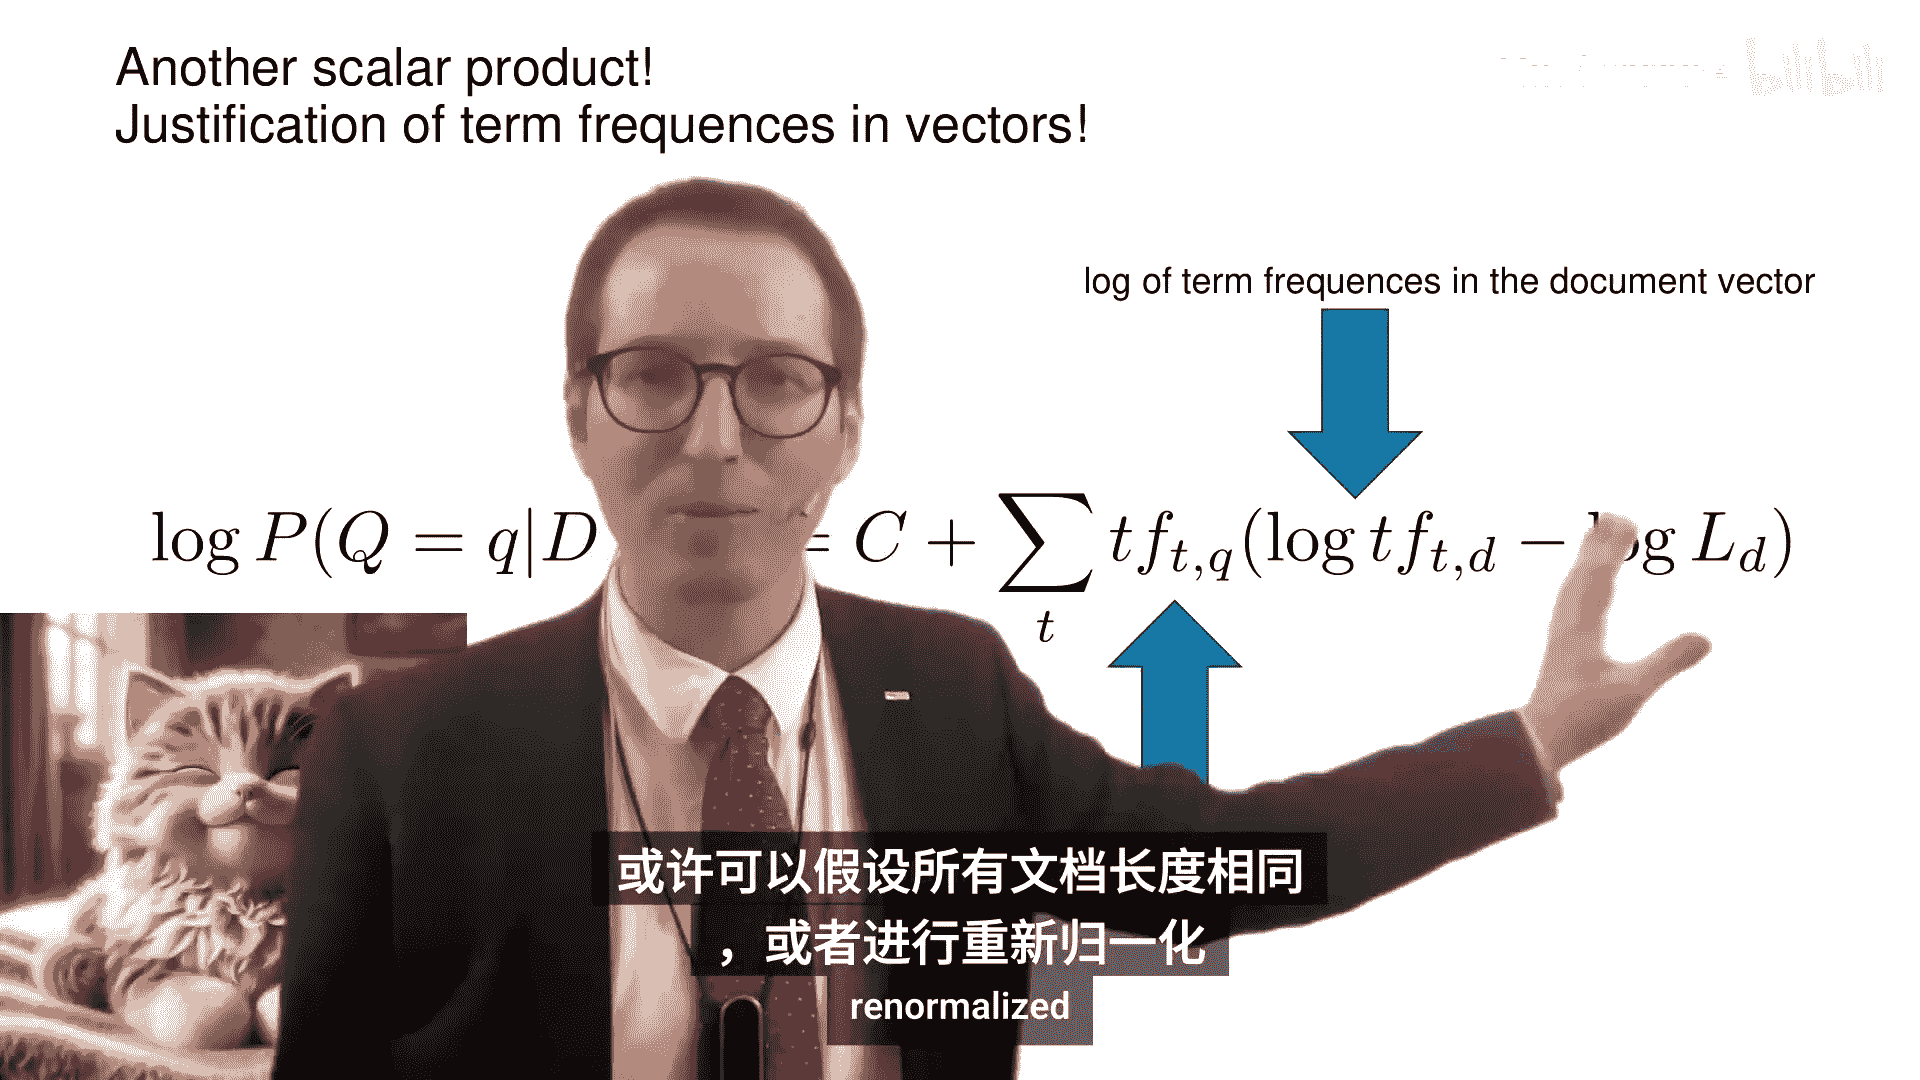 Another scalar product!
Justification of term frequences in vectors!
bilibili
log of term frequences in the document vector
log P(Q = q|D = C + ∑ tf_{t,q}(log tf_{t,d} − log L_d)
t
或许可以假设所有文档长度相同
，或者进行重新归一化
renormalized